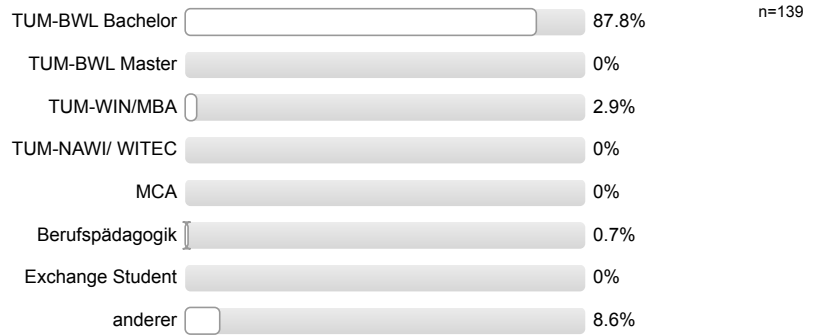 TUM-BWL Bachelor 87.8% n=139
TUM-BWL Master 0%
TUM-WIN/MBA 2.9%
TUM-NAWI/ WITEC 0%
MCA 0%
Berufspädagogik 0.7%
Exchange Student 0%
anderer 8.6%